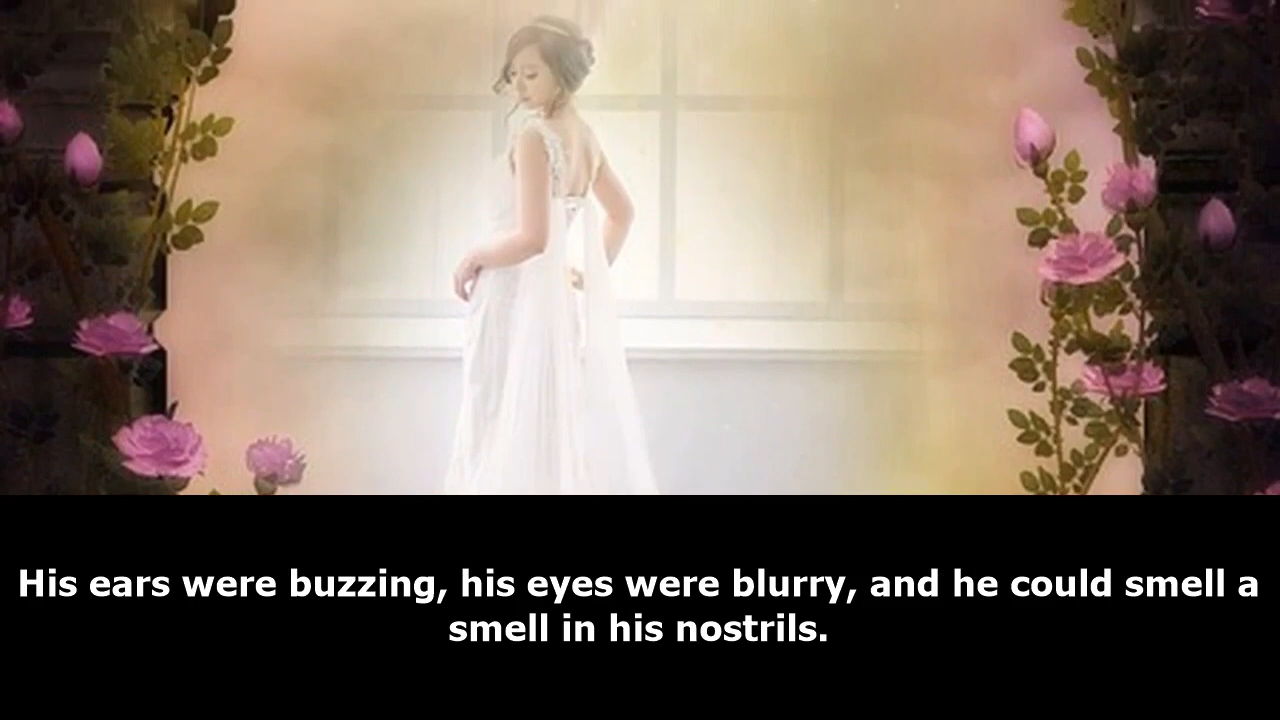 His ears were buzzing, his eyes were blurry, and he could smell a
smell in his nostrils.